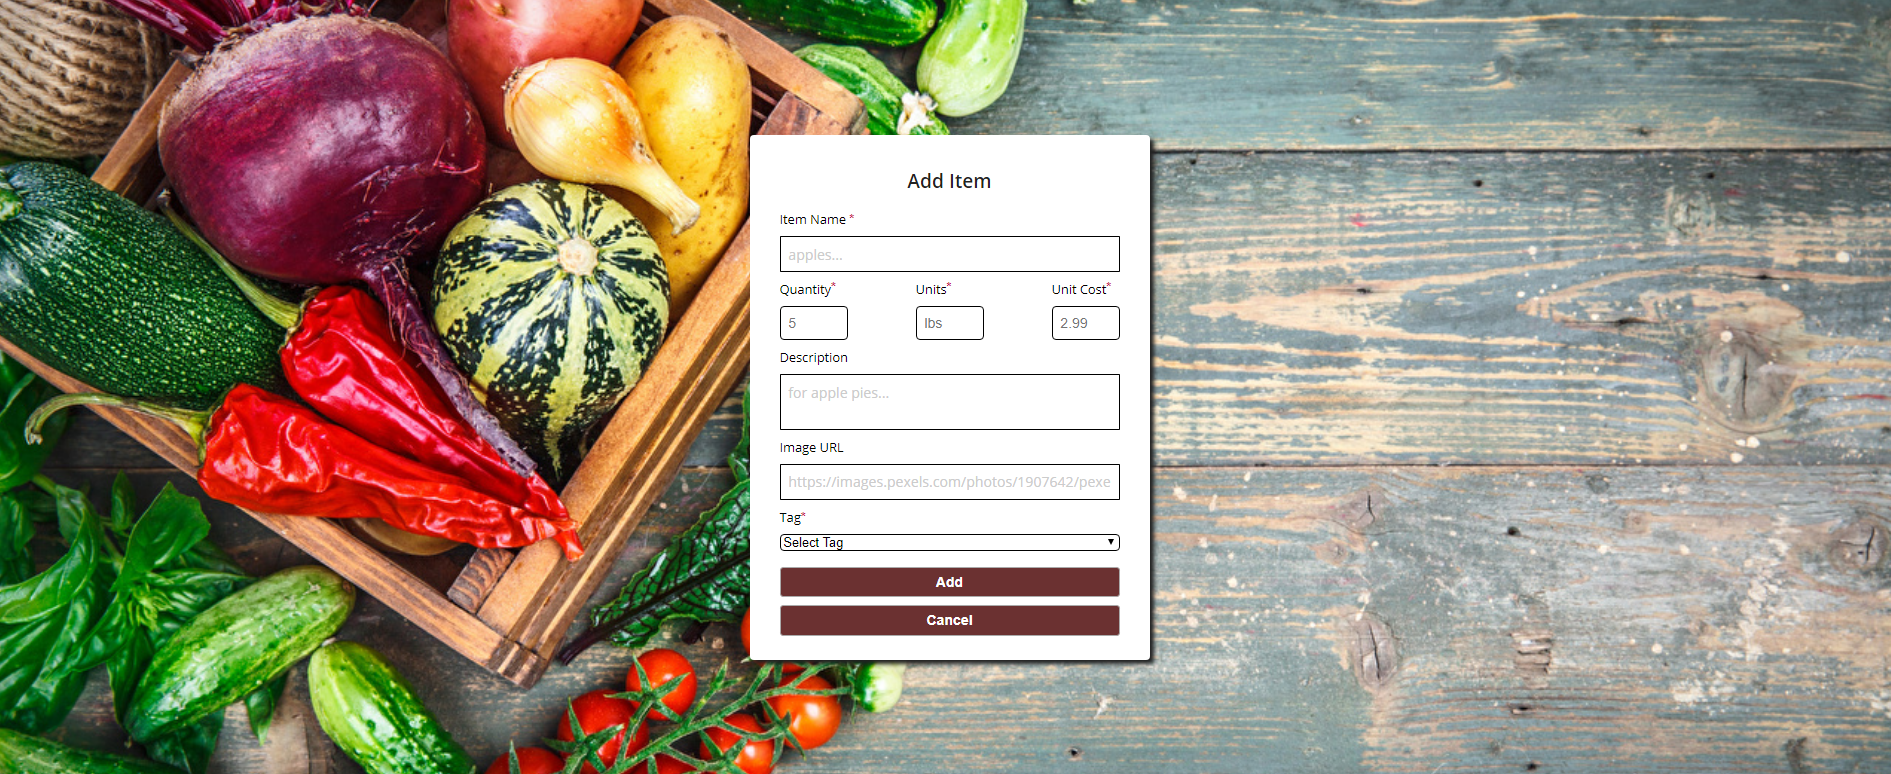 Add Item
Item Name *
apples...
Quantity* Units* Unit Cost*
5 lbs 2.99
Description
for apple pies...
Image URL
https://images.pexels.com/photos/1907642/pexe
Tag*
Select Tag
Add
Cancel